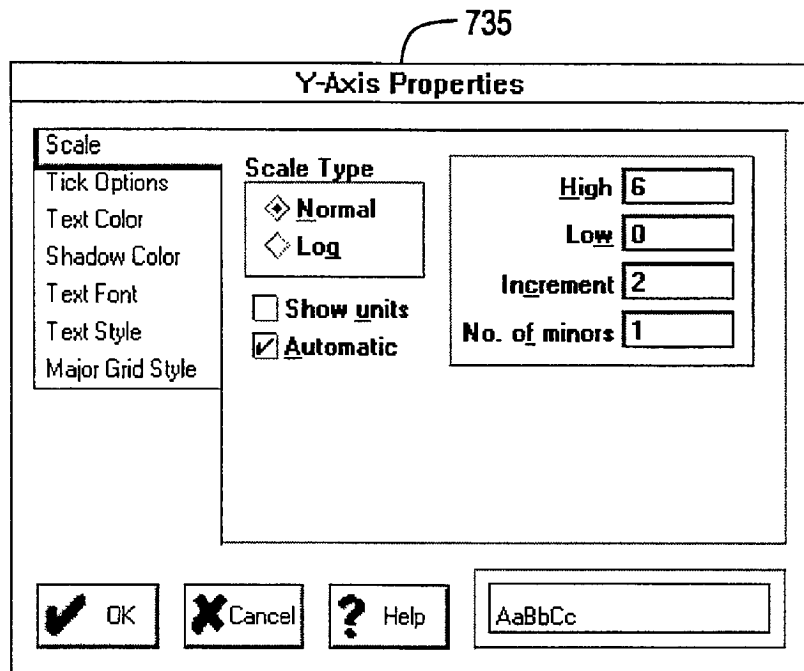 735
Y-Axis Properties
Scale
Tick Options
Text Color
Shadow Color
Text Font
Text Style
Major Grid Style
Scale Type
Normal
Log
Show units
Automatic
High 6
Low 0
Increment 2
No. of minors 1
OK
Cancel
Help
AaBbCc